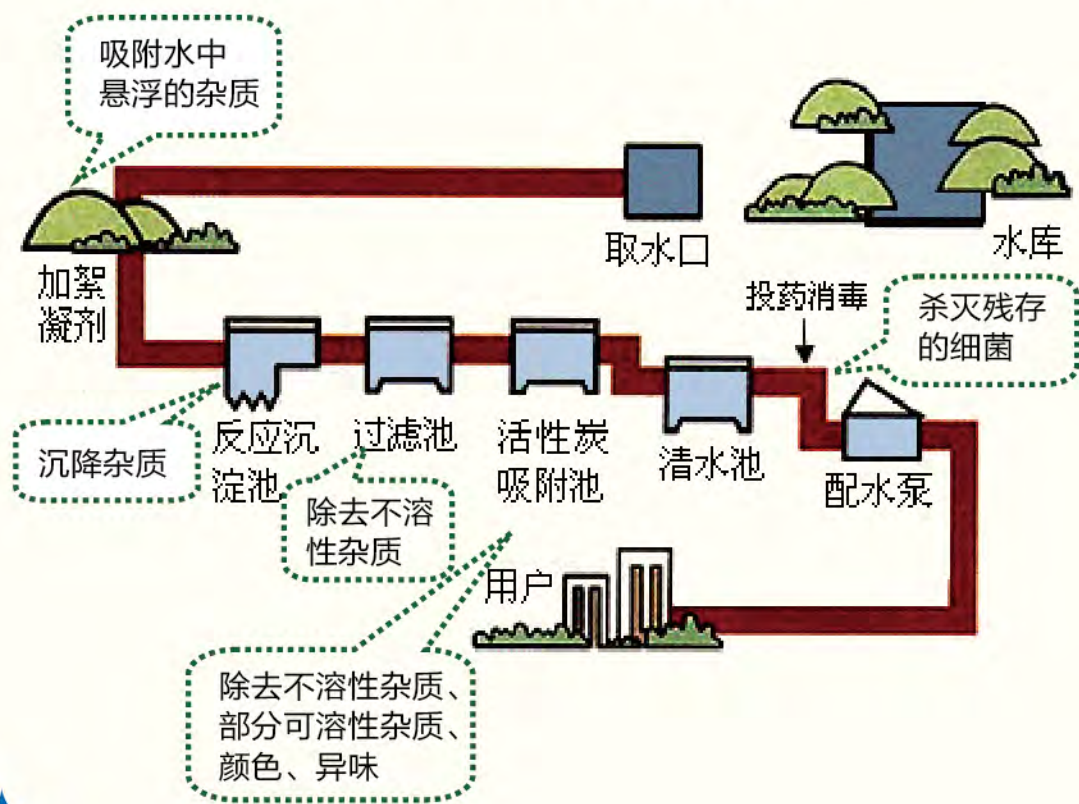 吸附水中
悬浮的杂质
取水口
水库
加絮
凝剂
投药消毒
杀灭残存
的细菌
沉降杂质
反应沉
淀池
过滤池
活性炭
吸附池
清水池
配水泵
除去不溶
性杂质
用户
除去不溶性杂质、
部分可溶性杂质、
颜色、异味